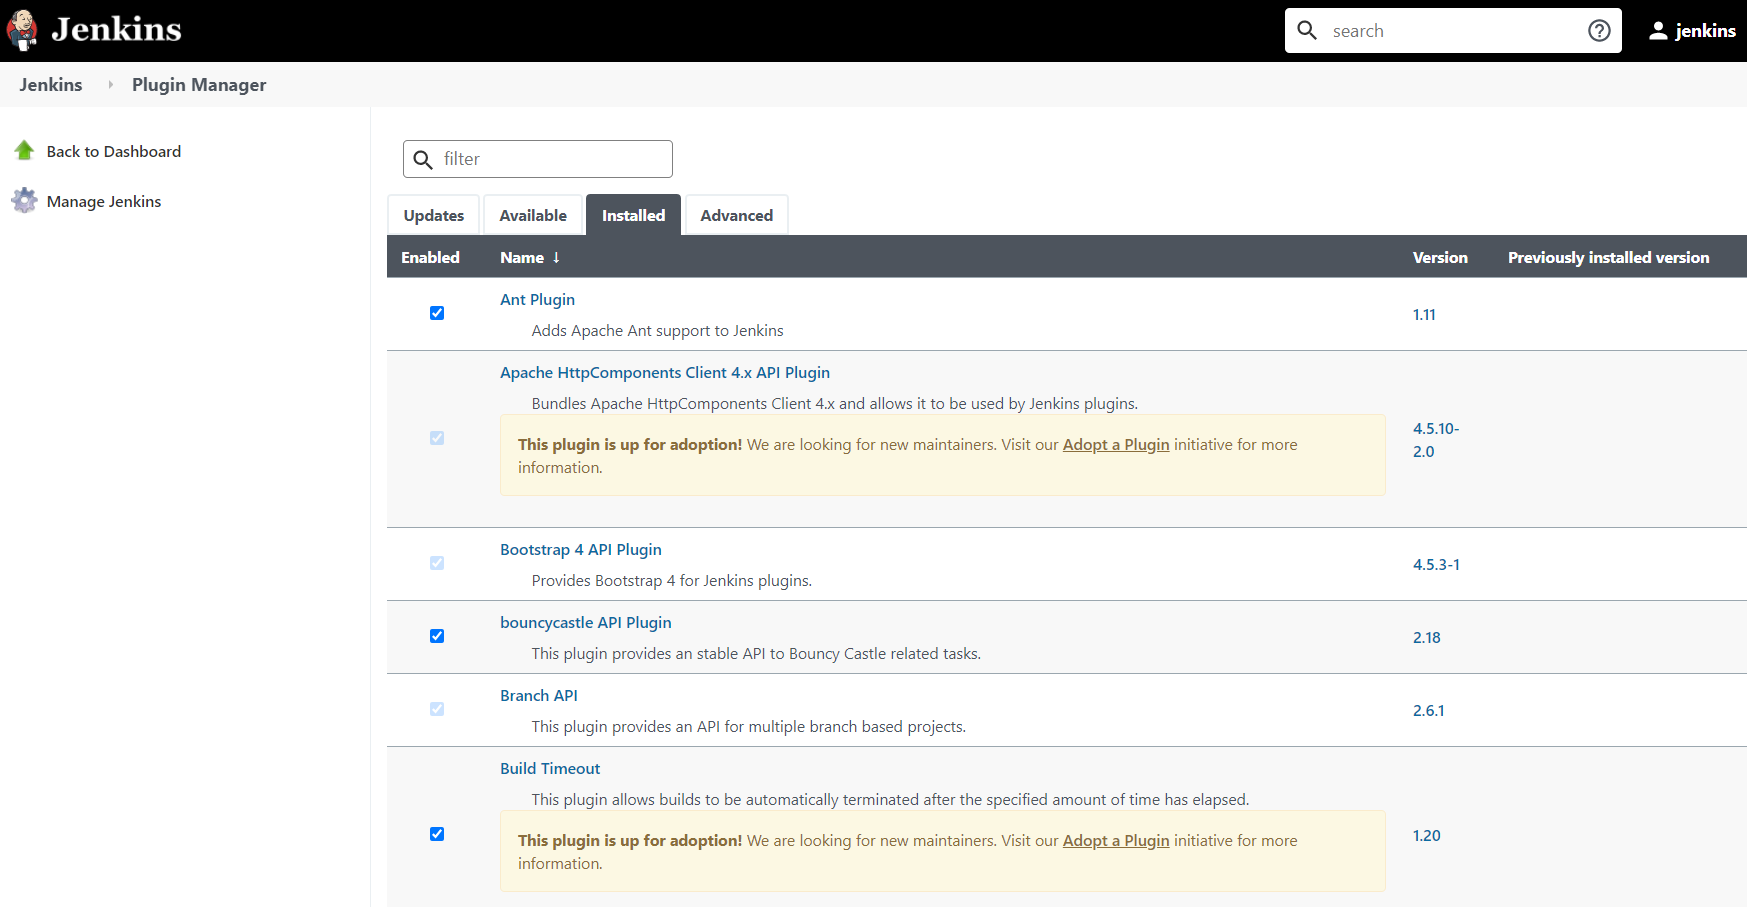 Jenkins
search
jenkins
Jenkins
Plugin Manager
Back to Dashboard
Manage Jenkins
filter
Updates Available Installed Advanced
Enabled Name ↓ Version Previously installed version
Ant Plugin
Adds Apache Ant support to Jenkins
1.11
Apache HttpComponents Client 4.x API Plugin
Bundles Apache HttpComponents Client 4.x and allows it to be used by Jenkins plugins.
This plugin is up for adoption! We are looking for new maintainers. Visit our Adopt a Plugin initiative for more
information.
4.5.10-
2.0
Bootstrap 4 API Plugin
Provides Bootstrap 4 for Jenkins plugins.
4.5.3-1
bouncycastle API Plugin
This plugin provides an stable API to Bouncy Castle related tasks.
2.18
Branch API
This plugin provides an API for multiple branch based projects.
2.6.1
Build Timeout
This plugin allows builds to be automatically terminated after the specified amount of time has elapsed.
This plugin is up for adoption! We are looking for new maintainers. Visit our Adopt a Plugin initiative for more
information.
1.20